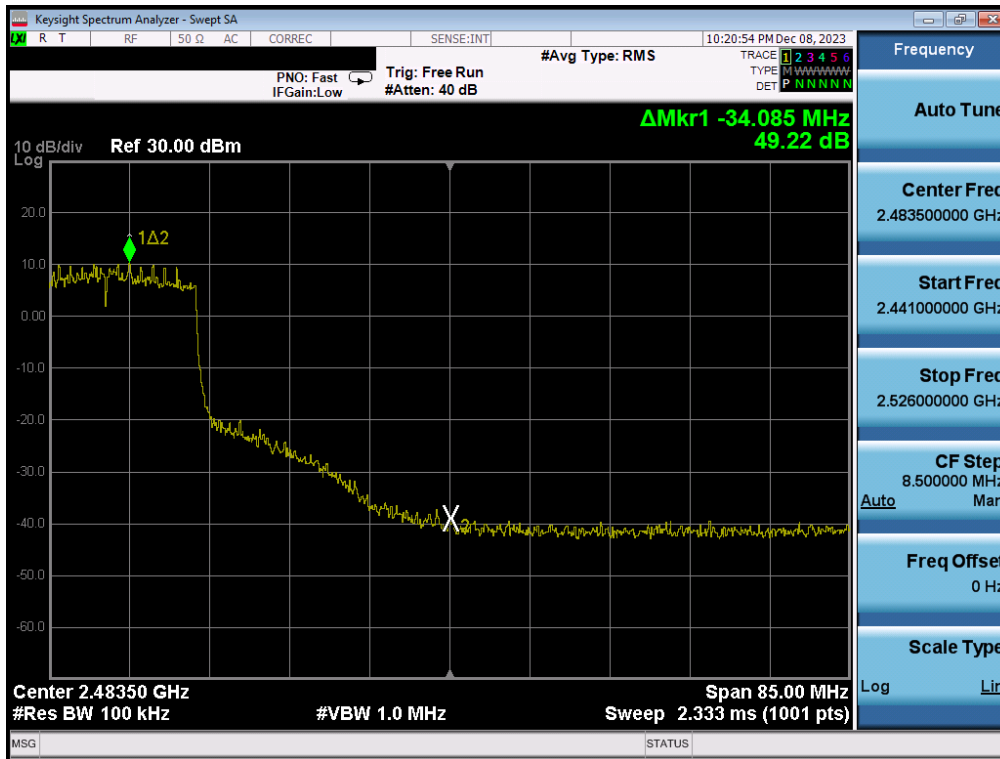 Keysight Spectrum Analyzer - Swept SA
LXI R T RF 50 Ω AC CORREC SENSE:INT 10:20:54 PM Dec 08, 2023
#Avg Type: RMS TRACE 1 2 3 4 5 6
PNO: Fast Trig: Free Run TYPE M WWWWW
IFGain:Low #Atten: 40 dB DET P N N N N N
ΔMkr1 -34.085 MHz
49.22 dB
10 dB/div Ref 30.00 dBm
Log
20.0
1Δ2
10.0
0.00
-10.0
-20.0
-30.0
-40.0
X2
-50.0
-60.0
Center 2.48350 GHz Span 85.00 MHz
#Res BW 100 kHz #VBW 1.0 MHz Sweep 2.333 ms (1001 pts)
MSG STATUS
Frequency
Auto Tune
Center Freq
2.483500000 GHz
Start Freq
2.441000000 GHz
Stop Freq
2.526000000 GHz
CF Step
8.500000 MHz
Auto Man
Freq Offset
0 Hz
Scale Type
Log Lin